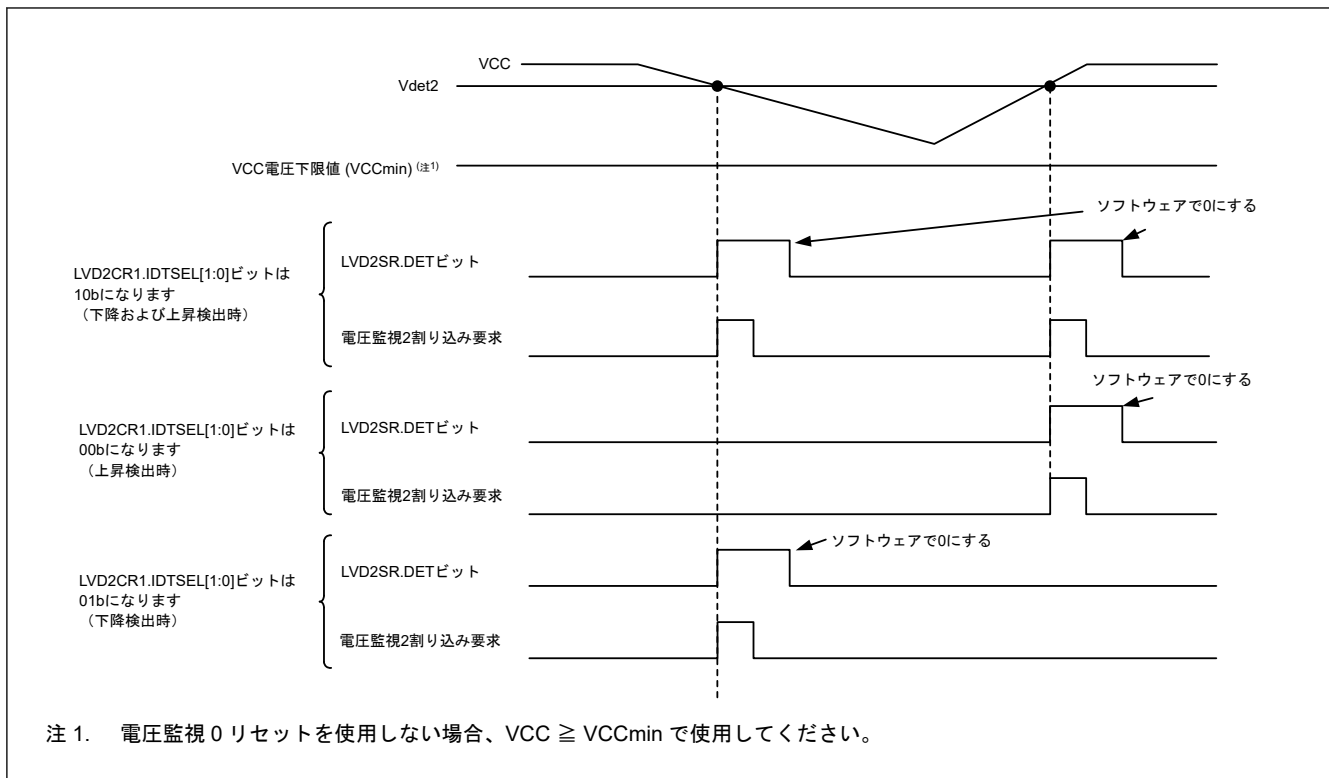 VCC
Vdet2
VCC電圧下限値 (VCCmin) (注1)
ソフトウェアで0にする
LVD2CR1.IDTSEL[1:0]ビットは
10bになります
（下降および上昇検出時）
LVD2SR.DETビット
電圧監視2割り込み要求
ソフトウェアで0にする
LVD2CR1.IDTSEL[1:0]ビットは
00bになります
（上昇検出時）
LVD2SR.DETビット
電圧監視2割り込み要求
ソフトウェアで0にする
LVD2CR1.IDTSEL[1:0]ビットは
01bになります
（下降検出時）
LVD2SR.DETビット
電圧監視2割り込み要求
注 1. 電圧監視 0 リセットを使用しない場合、VCC ≧ VCCmin で使用してください。